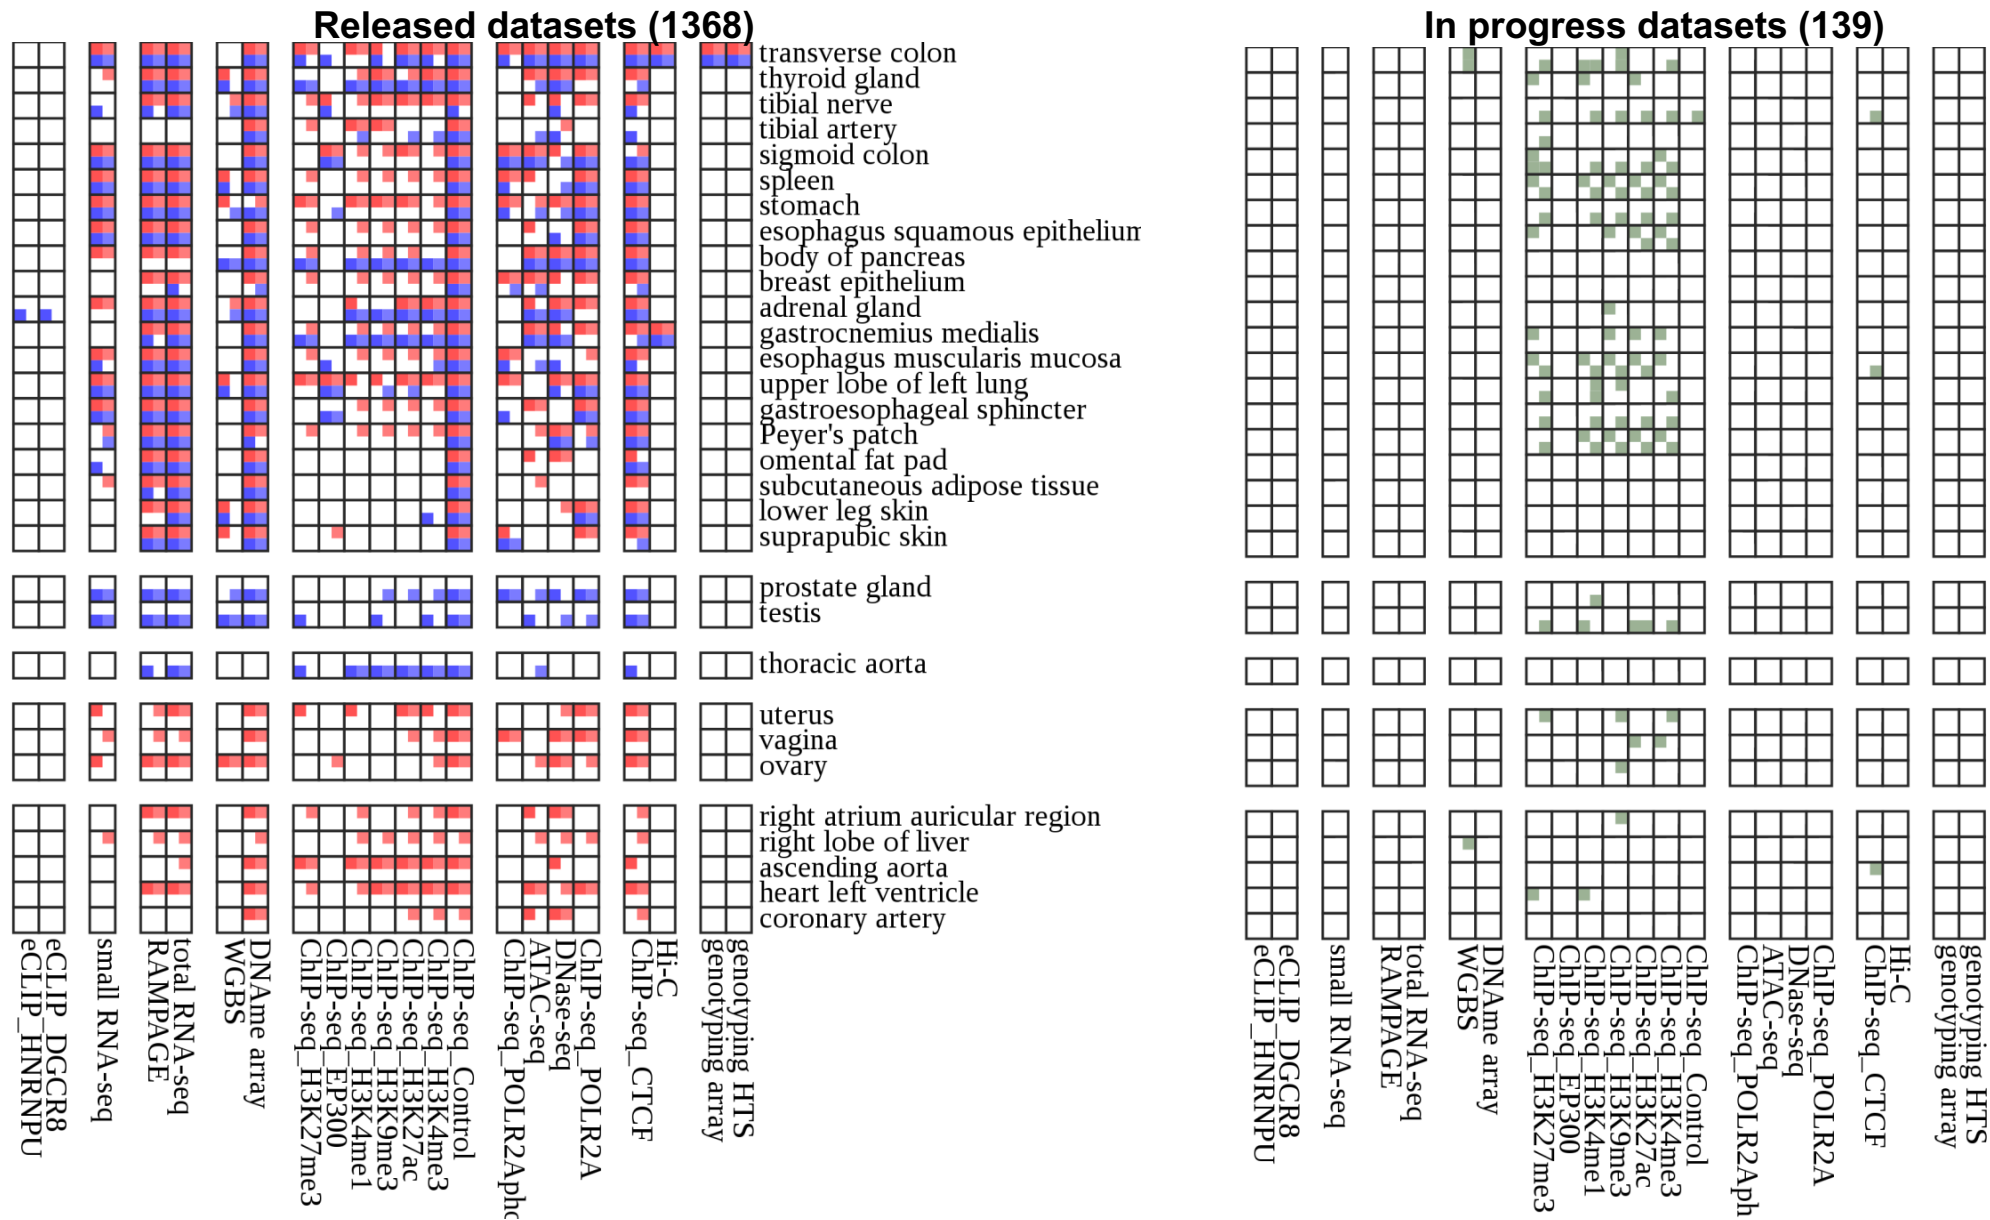 Released datasets (1368)
In progress datasets (139)
transverse colon
thyroid gland
tibial nerve
tibial artery
sigmoid colon
spleen
stomach
esophagus squamous epithelium
body of pancreas
breast epithelium
adrenal gland
gastrocnemius medialis
esophagus muscularis mucosa
upper lobe of left lung
gastroesophageal sphincter
Peyer's patch
omental fat pad
subcutaneous adipose tissue
lower leg skin
suprapubic skin
prostate gland
testis
thoracic aorta
uterus
vagina
ovary
right atrium auricular region
right lobe of liver
ascending aorta
heart left ventricle
coronary artery
eCLIP_HNRNPU
eCLIP_DGCR8
small RNA-seq
RAMPAGE
total RNA-seq
WGBS
DNAme array
ChIP-seq_H3K27me3
ChIP-seq_EP300
ChIP-seq_H3K4me1
ChIP-seq_H3K9me3
ChIP-seq_H3K27ac
ChIP-seq_H3K4me3
ChIP-seq_Control
ChIP-seq_POLR2Apho
ATAC-seq
DNase-seq
ChIP-seq_POLR2A
ChIP-seq_CTCF
Hi-C
genotyping array
genotyping HTS
eCLIP_HNRNPU
eCLIP_DGCR8
small RNA-seq
RAMPAGE
total RNA-seq
WGBS
DNAme array
ChIP-seq_H3K27me3
ChIP-seq_EP300
ChIP-seq_H3K4me1
ChIP-seq_H3K9me3
ChIP-seq_H3K27ac
ChIP-seq_H3K4me3
ChIP-seq_Control
ChIP-seq_POLR2Aph
ATAC-seq
DNase-seq
ChIP-seq_POLR2A
ChIP-seq_CTCF
Hi-C
genotyping array
genotyping HTS